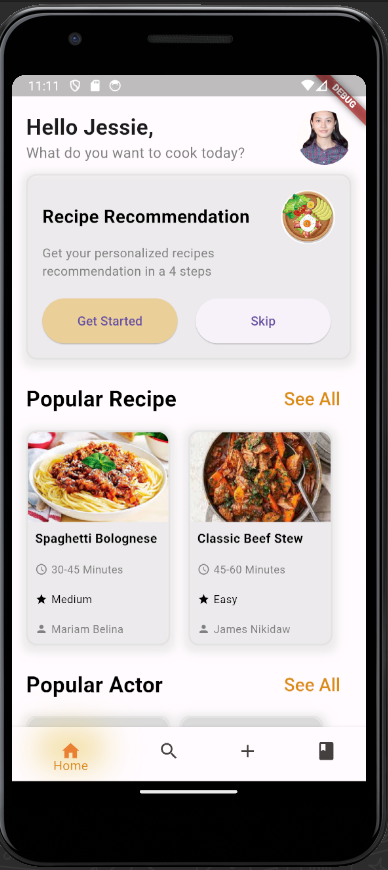 11:11
DEBUG
Hello Jessie,
What do you want to cook today?
Recipe Recommendation
Get your personalized recipes
recommendation in a 4 steps
Get Started
Skip
Popular Recipe
See All
Spaghetti Bolognese
Classic Beef Stew
30-45 Minutes
45-60 Minutes
Medium
Easy
Mariam Belina
James Nikidaw
Popular Actor
See All
Home